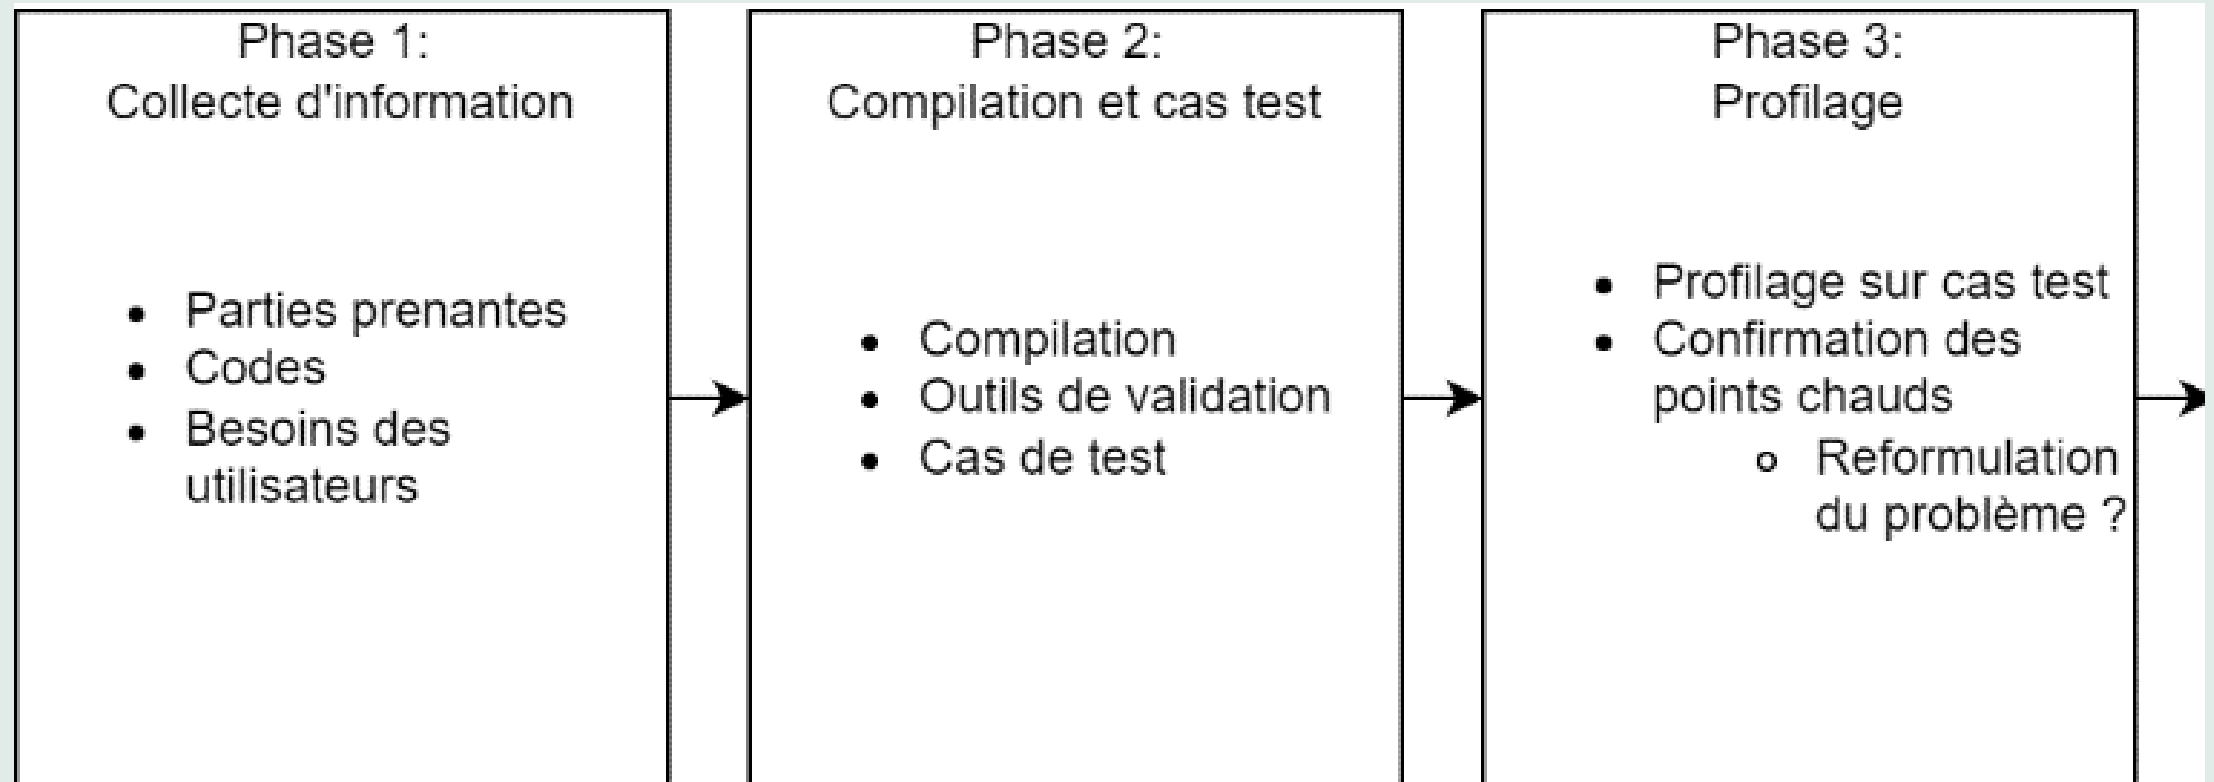 Phase 1:
Collecte d'information
• Parties prenantes
• Codes
• Besoins des
utilisateurs
Phase 2:
Compilation et cas test
• Compilation
• Outils de validation
• Cas de test
Phase 3:
Profilage
• Profilage sur cas test
• Confirmation des
points chauds
o Reformulation
du problème ?